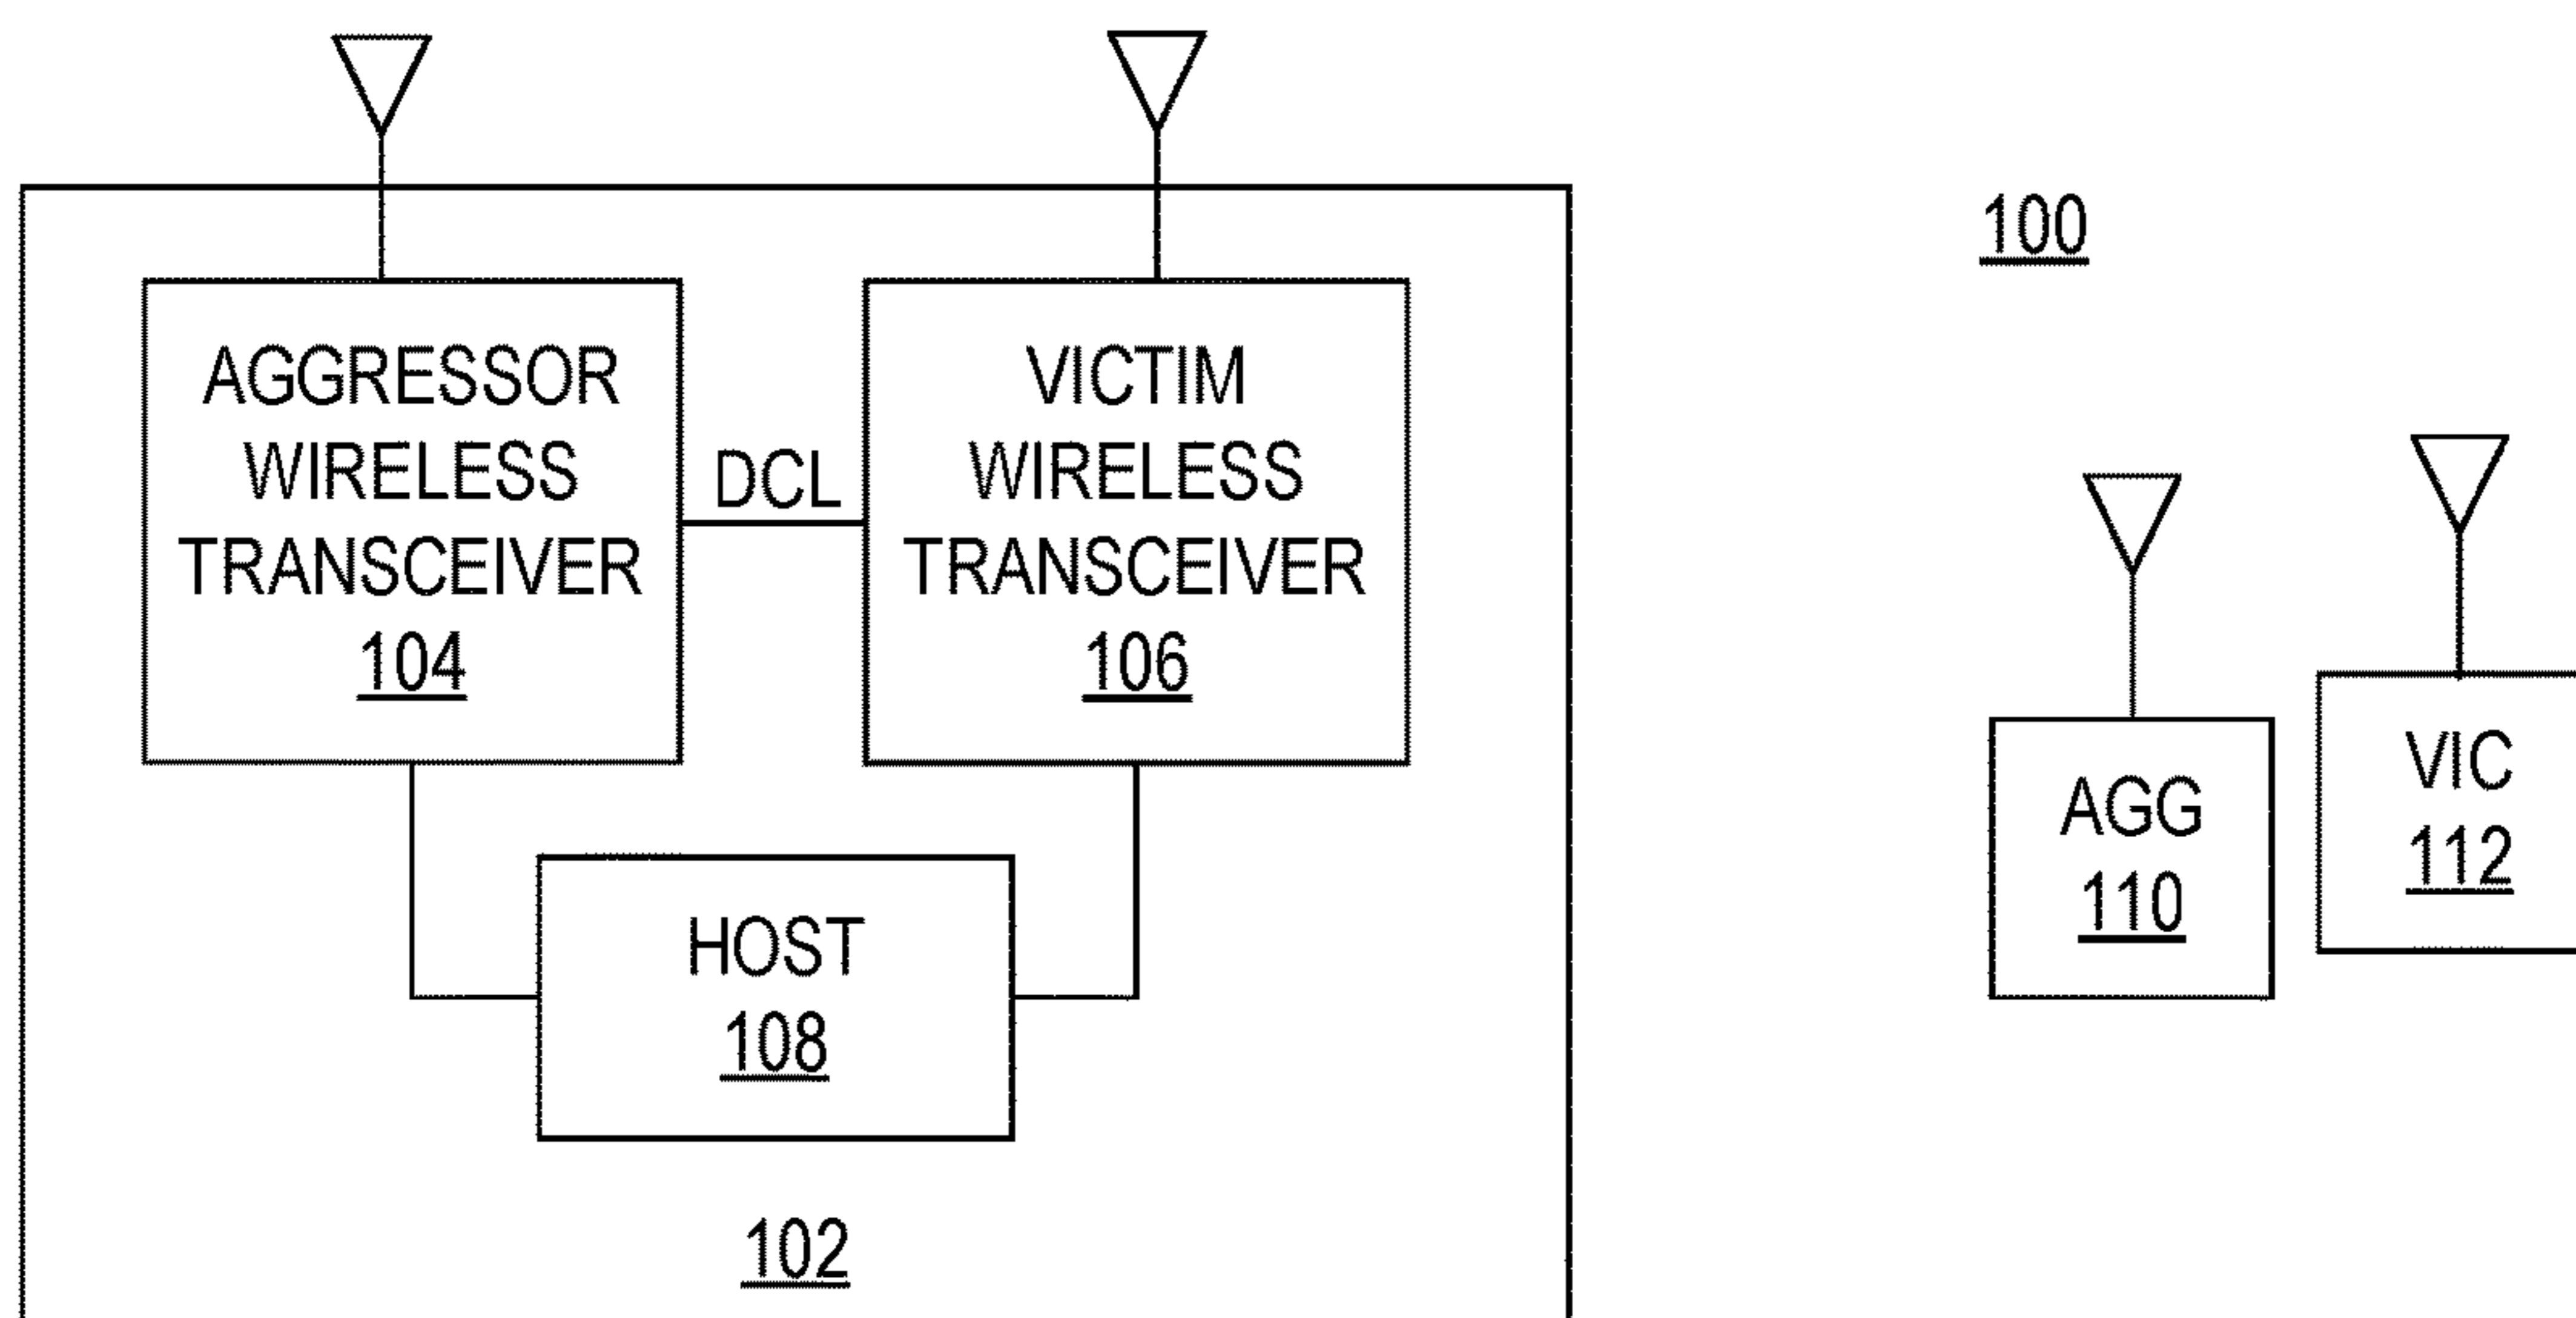 100
AGGRESSOR
WIRELESS
TRANSCEIVER
104
DCL
VICTIM
WIRELESS
TRANSCEIVER
106
HOST
108
102
AGG
110
VIC
112